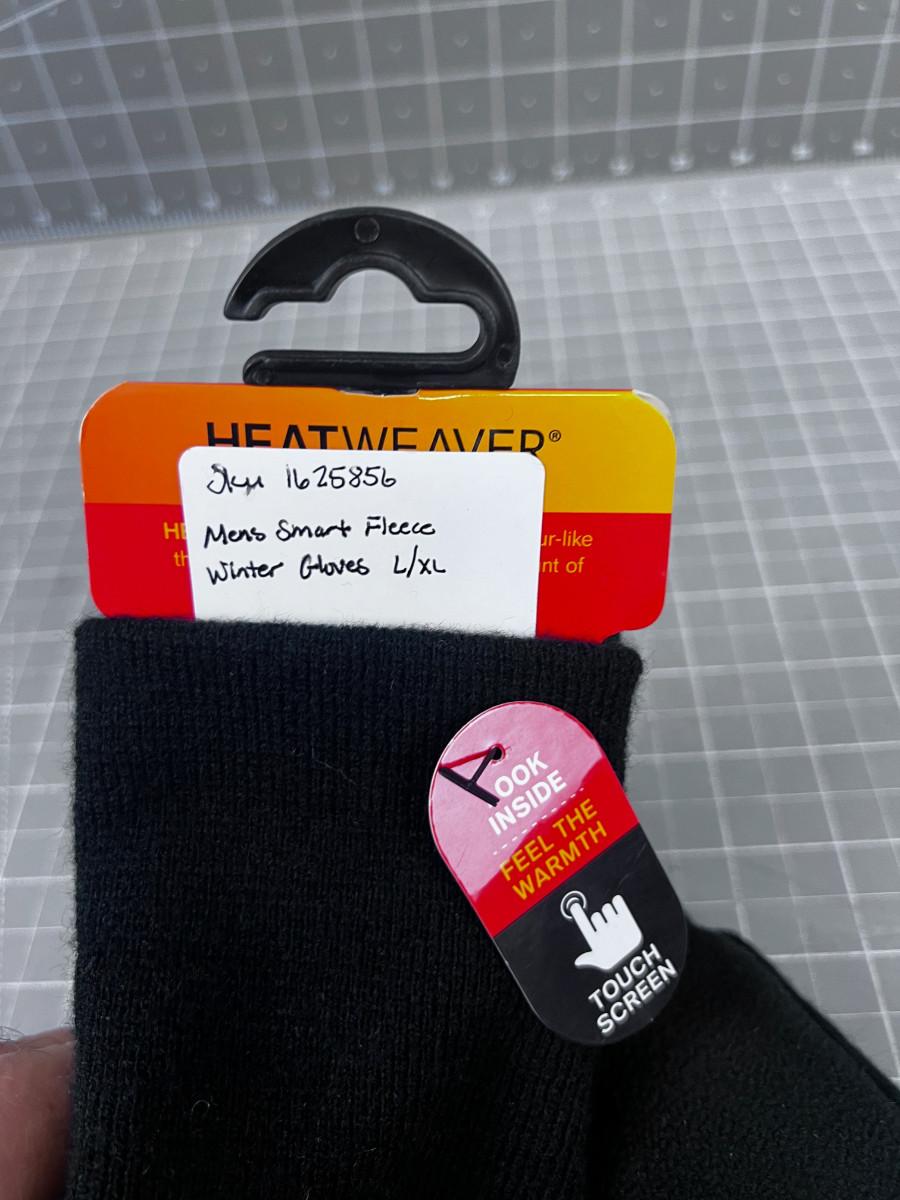 HEATWEAVER®
Sku 1625856
Mens Smart Fleece
Winter Gloves L/XL
ur-like
nt of
OOK
INSIDE
FEEL THE
WARMTH
TOUCH
SCREEN